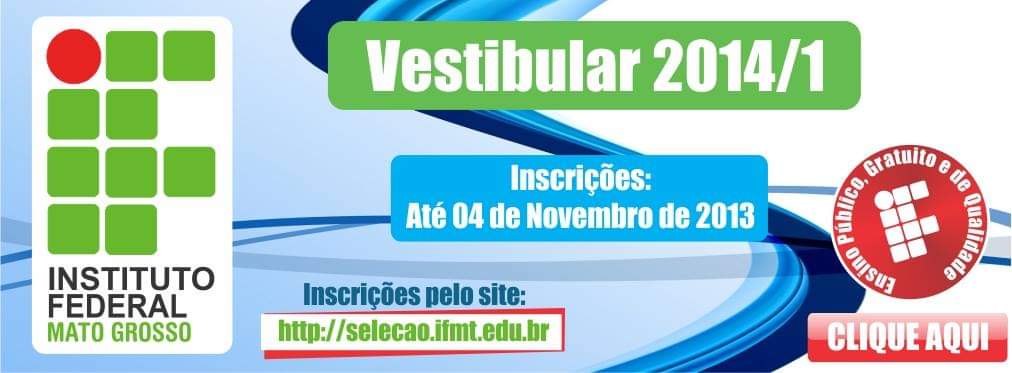 Vestibular 2014/1
Inscrições:
Até 04 de Novembro de 2013
Ensino Público, Gratuito e de Qualidade
INSTITUTO
FEDERAL
MATO GROSSO
Inscrições pelo site:
http://selecao.ifmt.edu.br
CLIQUE AQUI